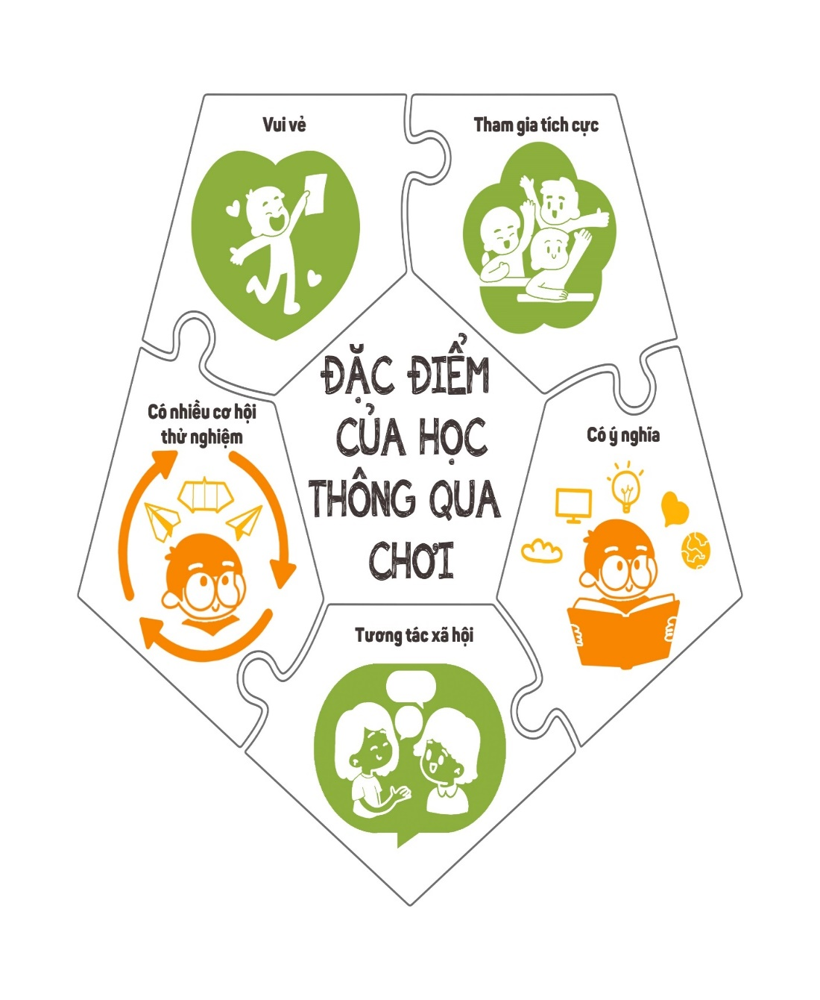 Vui vẻ
Tham gia tích cực
ĐẶC ĐIỂM
CỦA HỌC
THÔNG QUA
CHƠI
Có nhiều cơ hội
thử nghiệm
Có ý nghĩa
Tương tác xã hội